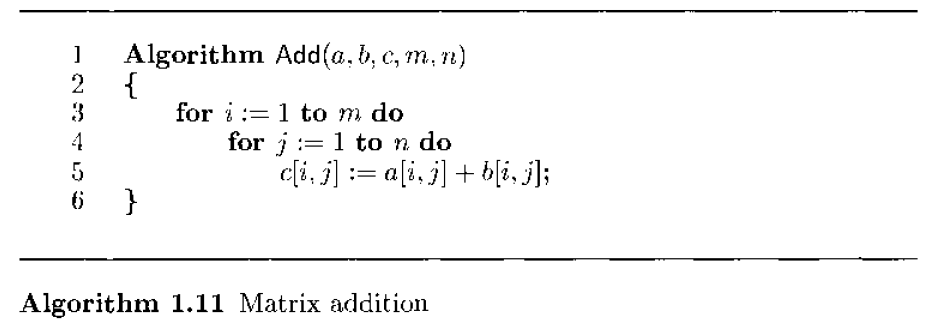 1 Algorithm Add(a, b, c, m, n)
2 {
3 for i := 1 to m do
4 for j := 1 to n do
5 c[i, j] := a[i, j] + b[i, j];
6 }
Algorithm 1.11 Matrix addition